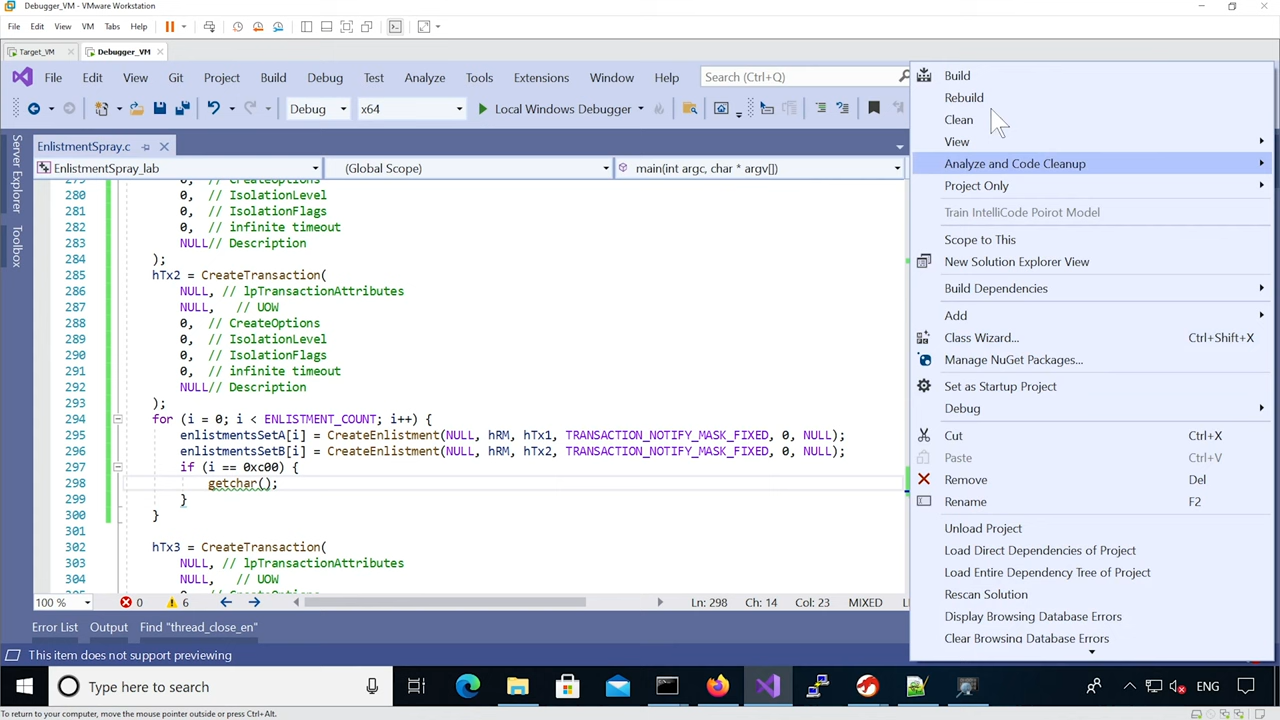 Debugger_VM - VMware Workstation
File Edit View VM Tabs Help
Target_VM Debugger_VM
File Edit View Git Project Build Debug Test Analyze Tools Extensions Window Help Search (Ctrl+Q)
Debug x64 Local Windows Debugger
EnlistmentSpray.c
EnlistmentSpray_lab (Global Scope) main(int argc, char * argv[])
Server Explorer
Toolbox
280 0, // IsolationLevel
281 0, // IsolationFlags
282 0, // infinite timeout
283 NULL// Description
284 );
285 hTx2 = CreateTransaction(
286 NULL, // lpTransactionAttributes
287 NULL, // UOW
288 0, // CreateOptions
289 0, // IsolationLevel
290 0, // IsolationFlags
291 0, // infinite timeout
292 NULL// Description
293 );
294 for (i = 0; i < ENLISTMENT_COUNT; i++) {
295 enlistmentsSetA[i] = CreateEnlistment(NULL, hRM, hTx1, TRANSACTION_NOTIFY_MASK_FIXED, 0, NULL);
296 enlistmentsSetB[i] = CreateEnlistment(NULL, hRM, hTx2, TRANSACTION_NOTIFY_MASK_FIXED, 0, NULL);
297 if (i == 0xc00) {
298 getchar();
299 }
300 }
301
302 hTx3 = CreateTransaction(
303 NULL, // lpTransactionAttributes
304 NULL, // UOW
100 % 0 6 Ln: 298 Ch: 14 Col: 23 MIXED
Error List Output Find "thread_close_en"
This item does not support previewing
Build
Rebuild
Clean
View
Analyze and Code Cleanup
Project Only
Train IntelliCode Poirot Model
Scope to This
New Solution Explorer View
Build Dependencies
Add
Class Wizard... Ctrl+Shift+X
Manage NuGet Packages...
Set as Startup Project
Debug
Cut Ctrl+X
Paste Ctrl+V
Remove Del
Rename F2
Unload Project
Load Direct Dependencies of Project
Load Entire Dependency Tree of Project
Rescan Solution
Display Browsing Database Errors
Clear Browsing Database Errors
Type here to search ENG
To return to your computer, move the mouse pointer outside or press Ctrl+Alt.